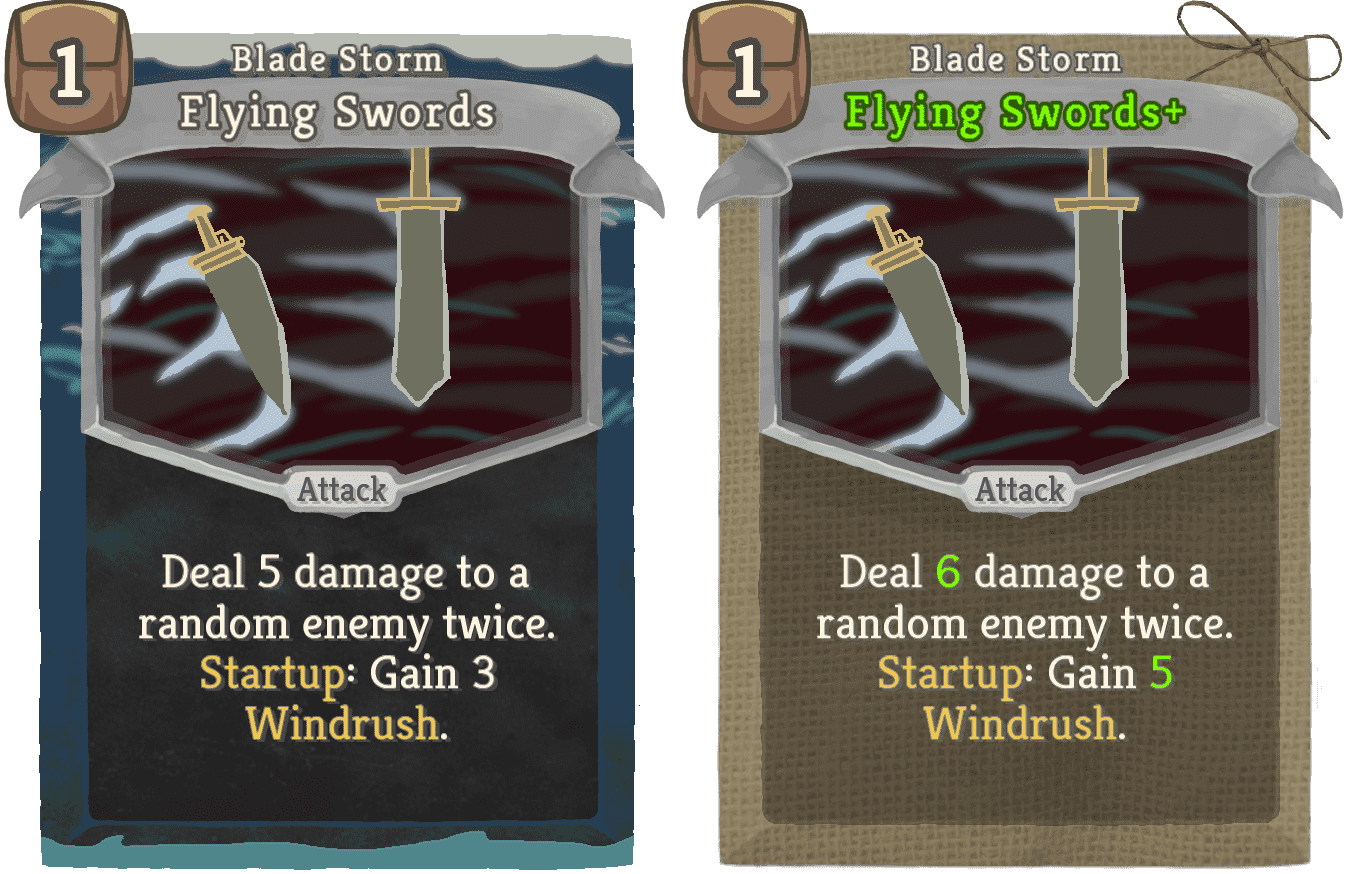 1
Blade Storm
Flying Swords
Attack
Deal 5 damage to a
random enemy twice.
Startup: Gain 3
Windrush.
1
Blade Storm
Flying Swords+
Attack
Deal 6 damage to a
random enemy twice.
Startup: Gain 5
Windrush.